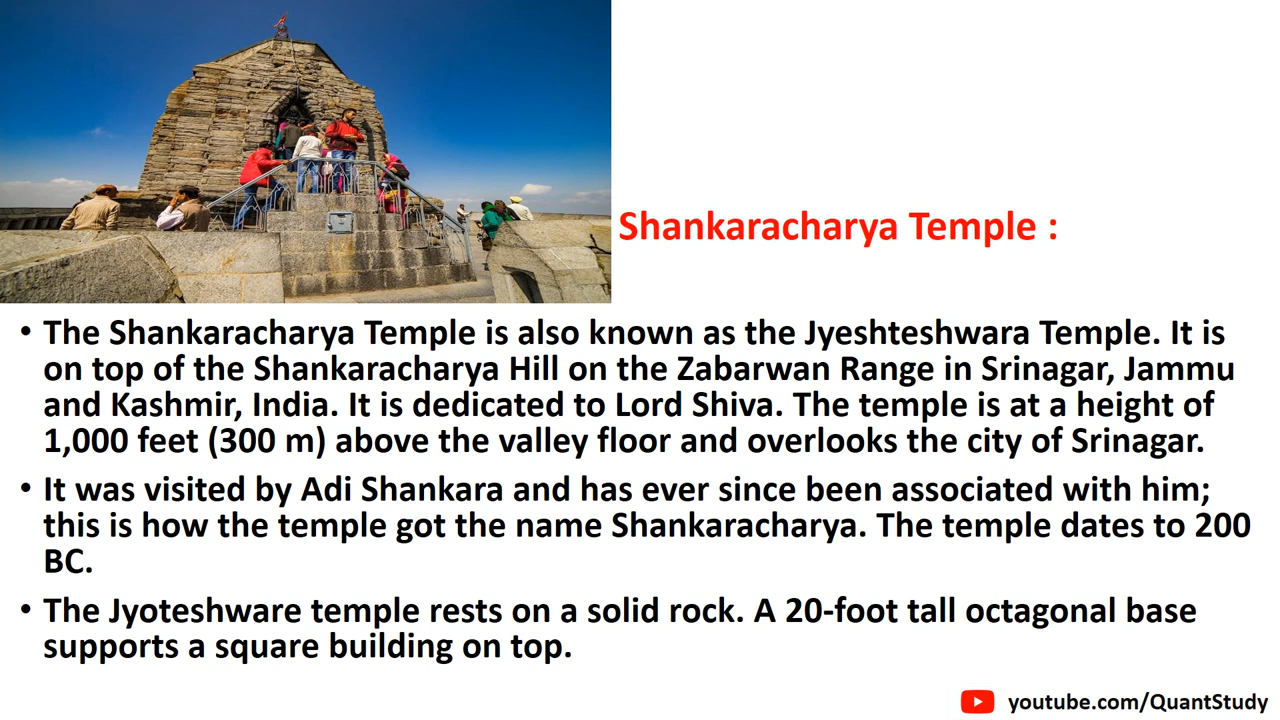 Shankaracharya Temple :
• The Shankaracharya Temple is also known as the Jyeshteshwara Temple. It is
on top of the Shankaracharya Hill on the Zabarwan Range in Srinagar, Jammu
and Kashmir, India. It is dedicated to Lord Shiva. The temple is at a height of
1,000 feet (300 m) above the valley floor and overlooks the city of Srinagar.
• It was visited by Adi Shankara and has ever since been associated with him;
this is how the temple got the name Shankaracharya. The temple dates to 200
BC.
• The Jyoteshware temple rests on a solid rock. A 20-foot tall octagonal base
supports a square building on top.
youtube.com/QuantStudy